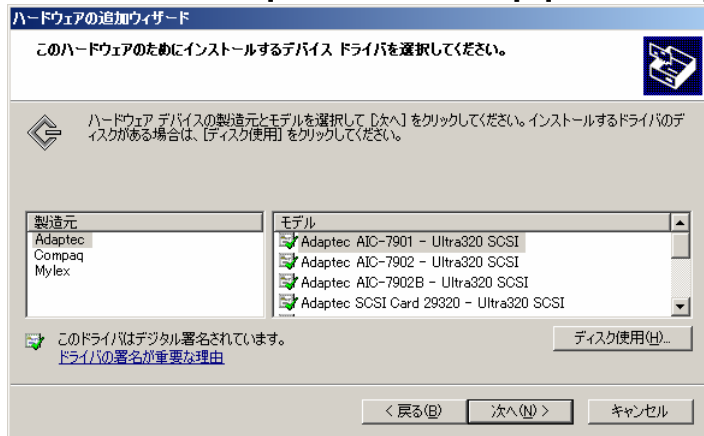 ハードウェアの追加ウィザード
このハードウェアのためにインストールするデバイス ドライバを選択してください。
ハードウェア デバイスの製造元とモデルを選択して [次へ] をクリックしてください。インストールするドライバのデ
ィスクがある場合は、[ディスク使用] をクリックしてください。
製造元
Adaptec
Compaq
Mylex
モデル
Adaptec AIC-7901 - Ultra320 SCSI
Adaptec AIC-7902 - Ultra320 SCSI
Adaptec AIC-7902B - Ultra320 SCSI
Adaptec SCSI Card 29320 - Ultra320 SCSI
このドライバはデジタル署名されています。
ドライバの署名が重要な理由
ディスク使用(H)...
< 戻る(B)
次へ(N) >
キャンセル